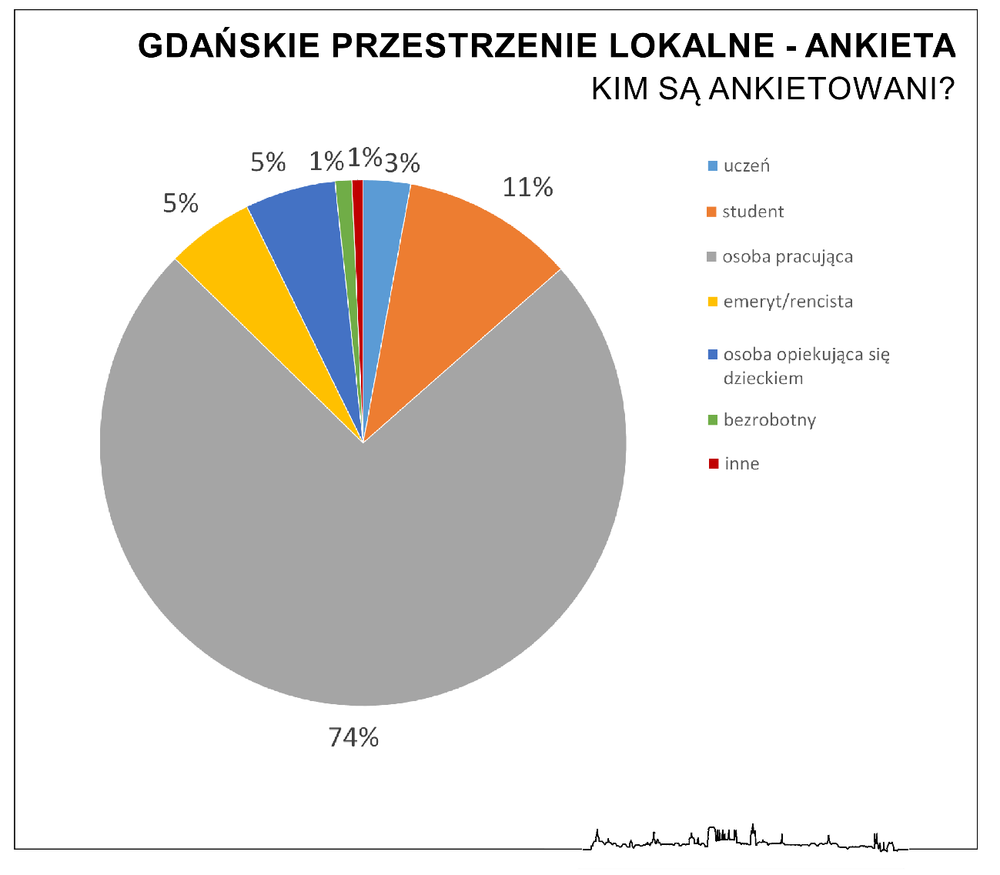 GDAŃSKIE PRZESTRZENIE LOKALNE - ANKIETA
KIM SĄ ANKIETOWANI?
5%
5%
1%
1%
3%
11%
74%
uczeń
student
osoba pracująca
emeryt/rencista
osoba opiekująca się
dzieckiem
bezrobotny
inne